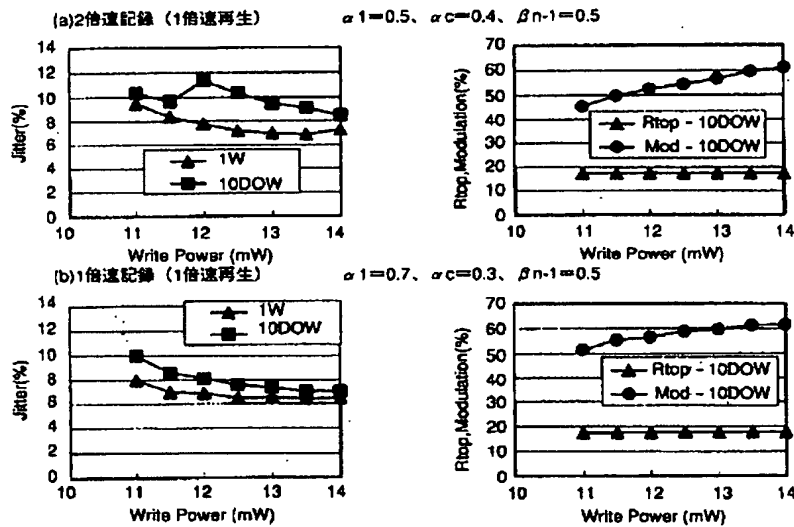 (a)2倍速記録（1倍速再生） α1=0.5、αc=0.4、βn-1=0.5
14
12
10
8
6
4
2
0
Jitter(%)
1W
10DOW
10 11 12 13 14
Write Power (mW)
70
60
50
40
30
20
10
0
Rtop,Modulation(%)
Rtop - 10DOW
Mod - 10DOW
10 11 12 13 14
Write Power (mW)
(b)1倍速記録（1倍速再生） α1=0.7、αc=0.3、βn-1=0.5
14
12
10
8
6
4
2
0
Jitter(%)
1W
10DOW
10 11 12 13 14
Write Power (mW)
70
60
50
40
30
20
10
0
Rtop,Modulation(%)
Rtop - 10DOW
Mod - 10DOW
10 11 12 13 14
Write Power (mW)